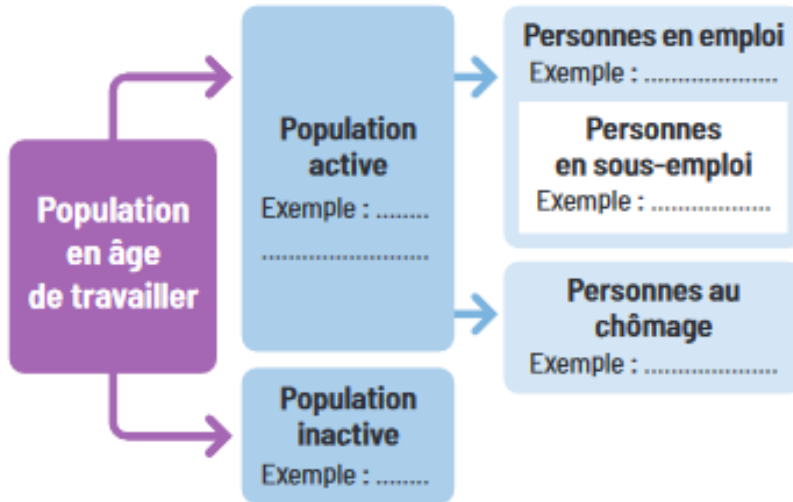 Population
en âge
de travailler
Population
active
Exemple : ........
........................
Population
inactive
Exemple : ........
Personnes en emploi
Exemple : ...................
Personnes
en sous-emploi
Exemple : .................
Personnes au
chômage
Exemple : ...................